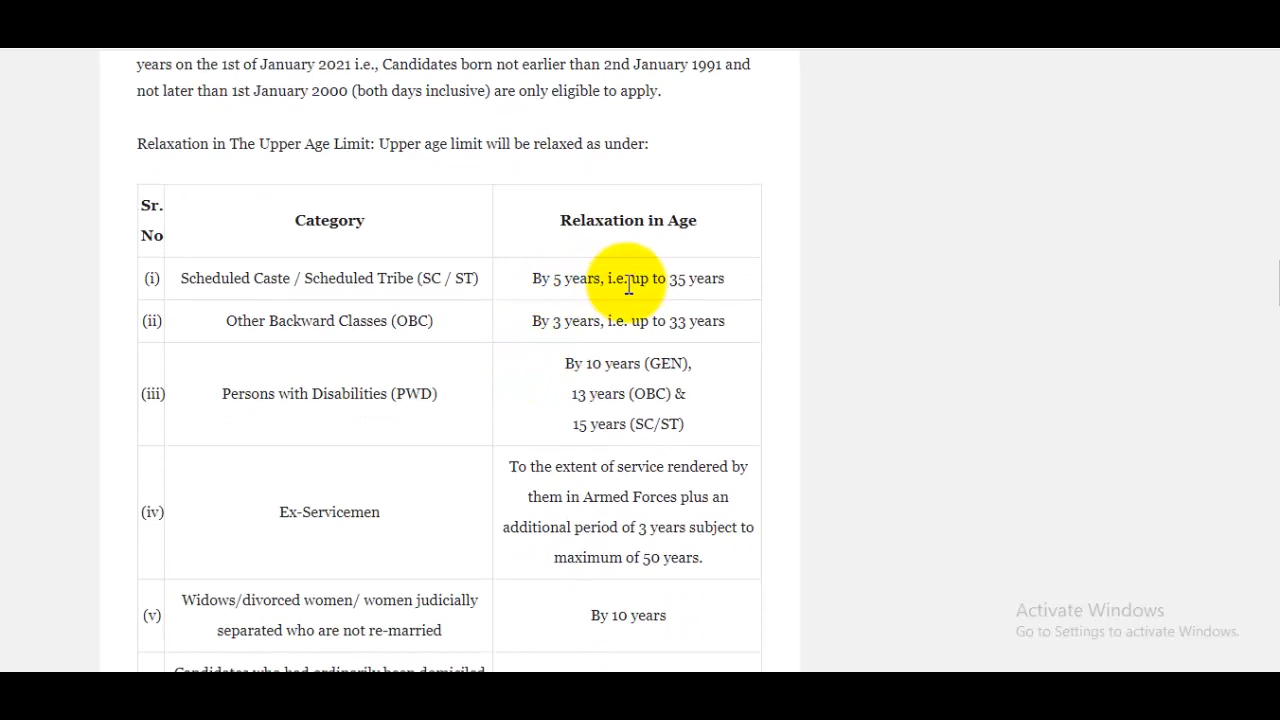 years on the 1st of January 2021 i.e., Candidates born not earlier than 2nd January 1991 and
not later than 1st January 2000 (both days inclusive) are only eligible to apply.
Relaxation in The Upper Age Limit: Upper age limit will be relaxed as under:
Sr.
No
Category
Relaxation in Age
(i)
Scheduled Caste / Scheduled Tribe (SC / ST)
By 5 years, i.e. up to 35 years
(ii)
Other Backward Classes (OBC)
By 3 years, i.e. up to 33 years
(iii)
Persons with Disabilities (PWD)
By 10 years (GEN),
13 years (OBC) &
15 years (SC/ST)
(iv)
Ex-Servicemen
To the extent of service rendered by
them in Armed Forces plus an
additional period of 3 years subject to
maximum of 50 years.
(v)
Widows/divorced women/ women judicially
separated who are not re-married
By 10 years
Candidates who had ordinarily been domiciled
Activate Windows
Go to Settings to activate Windows.